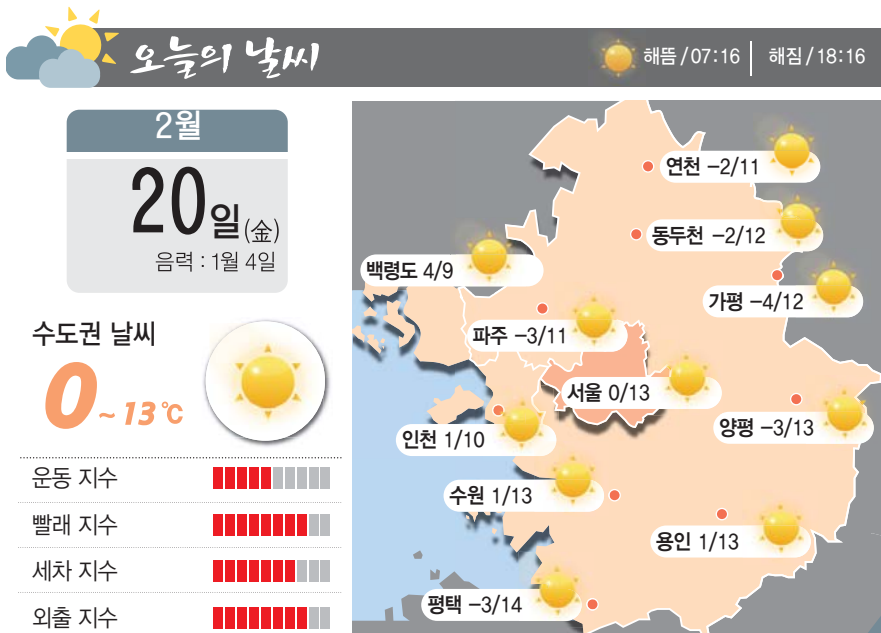 오늘의 날씨
해뜸/07:16 해짐/18:16
2월
20일(金)
음력 : 1월 4일
수도권 날씨
0~13℃
운동 지수
빨래 지수
세차 지수
외출 지수
연천 -2/11
동두천 -2/12
백령도 4/9
가평 -4/12
파주 -3/11
서울 0/13
양평 -3/13
인천 1/10
수원 1/13
용인 1/13
평택 -3/14